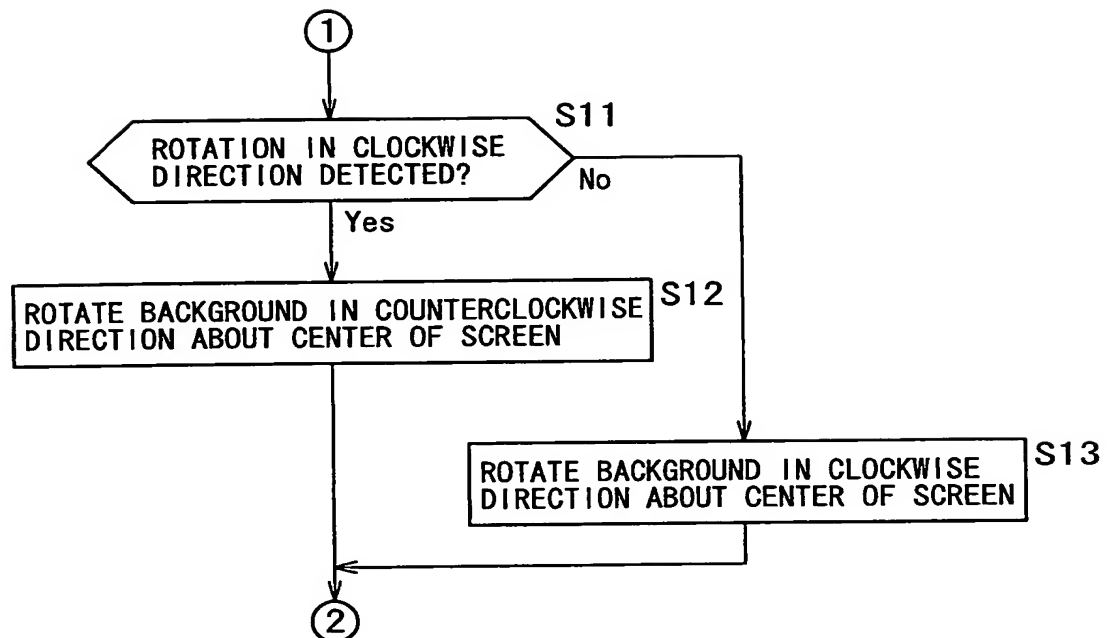 1
S11
ROTATION IN CLOCKWISE
DIRECTION DETECTED?
No
Yes
S12
ROTATE BACKGROUND IN COUNTERCLOCKWISE
DIRECTION ABOUT CENTER OF SCREEN
S13
ROTATE BACKGROUND IN CLOCKWISE
DIRECTION ABOUT CENTER OF SCREEN
2